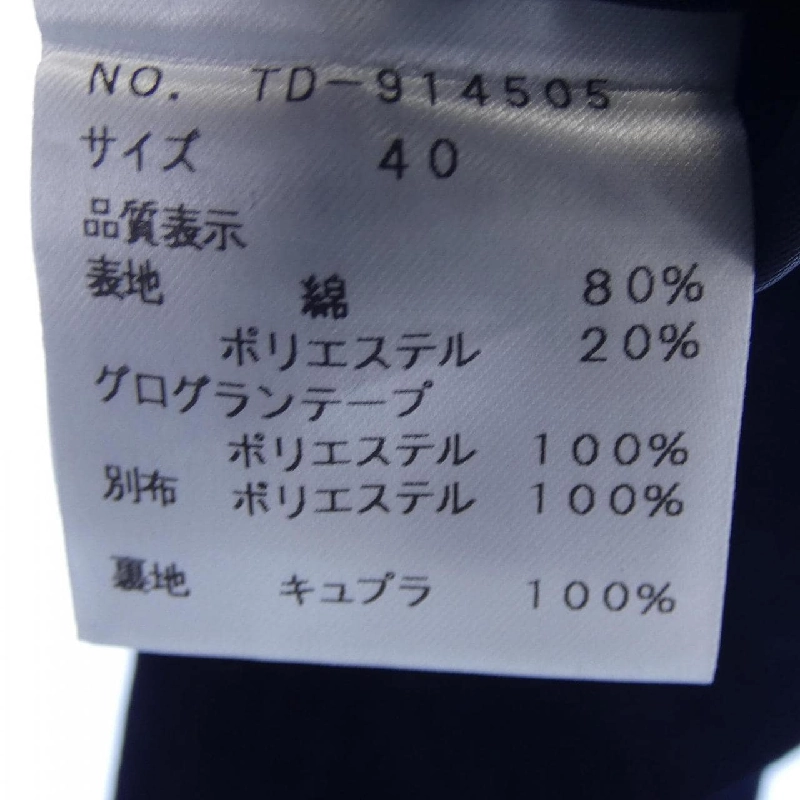 NO. TD-914505
サイズ 40
品質表示
表地 綿 80%
ポリエステル 20%
グログランテープ
ポリエステル 100%
別布 ポリエステル 100%
裏地 キュプラ 100%